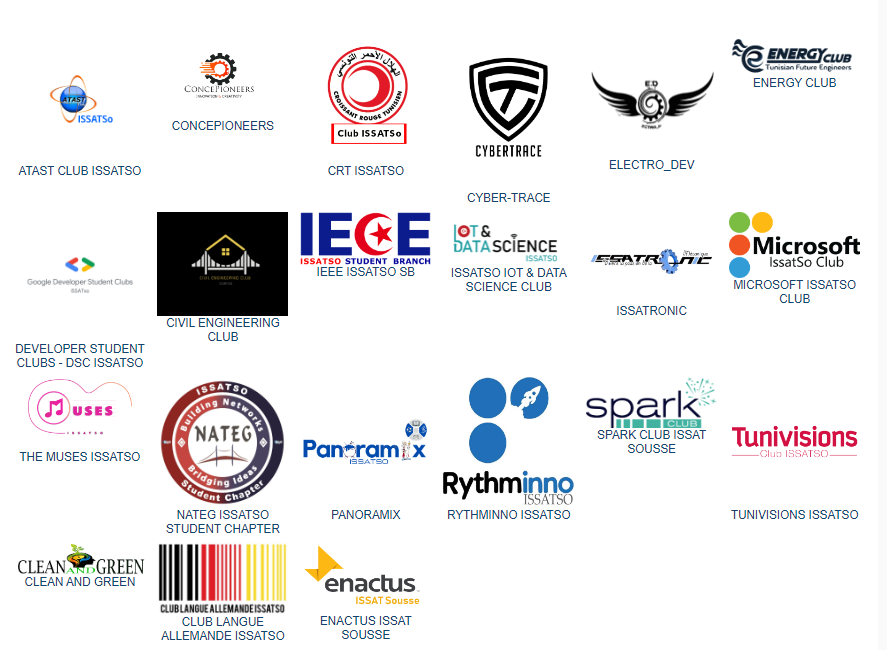 ATAST
ISSATSo
ATAST CLUB ISSATSO
CONCEPIONEERS
INNOVATION & CREATIVITY
CONCEPIONEERS
الهلال الأحمر التونسي
CROISSANT ROUGE TUNISIEN
Club ISSATSo
CRT ISSATSO
CYBERTRACE
CYBER-TRACE
E.D
ELECTRO_DEV
ENERGY CLUB
Tunisian Future Engineers
ENERGY CLUB
Google Developer Student Clubs
ISSATso
DEVELOPER STUDENT
CLUBS - DSC ISSATSO
CIVIL ENGINEERING CLUB
CIVIL ENGINEERING
CLUB
IEEE
ISSATSO STUDENT BRANCH
IEEE ISSATSO SB
IOT &
DATA SCIENCE
ISSATSO
ISSATSO IOT & DATA
SCIENCE CLUB
ISSATRONIC
ISSATRONIC
Microsoft
IssatSo Club
MICROSOFT ISSATSO
CLUB
MUSES
ISSATSO
THE MUSES ISSATSO
ISSATSO
Building Networks
NATEG
Bridging Ideas
Student Chapter
NATEG ISSATSO
STUDENT CHAPTER
Panoramix
ISSATSO
PANORAMIX
Rythminno
ISSATSO
RYTHMINNO ISSATSO
spark
CLUB
SPARK CLUB ISSAT
SOUSSE
Tunivisions
Club ISSATSO
TUNIVISIONS ISSATSO
CLEAN AND GREEN
CLEAN AND GREEN
CLUB LANGUE ALLEMANDE ISSATSO
CLUB LANGUE
ALLEMANDE ISSATSO
enactus
ISSAT Sousse
ENACTUS ISSAT
SOUSSE